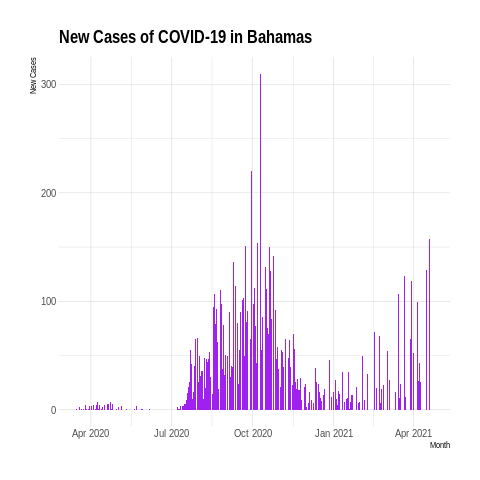 New Cases of COVID-19 in Bahamas
New Cases
300
200
100
0
Apr 2020
Jul 2020
Oct 2020
Jan 2021
Apr 2021
Month